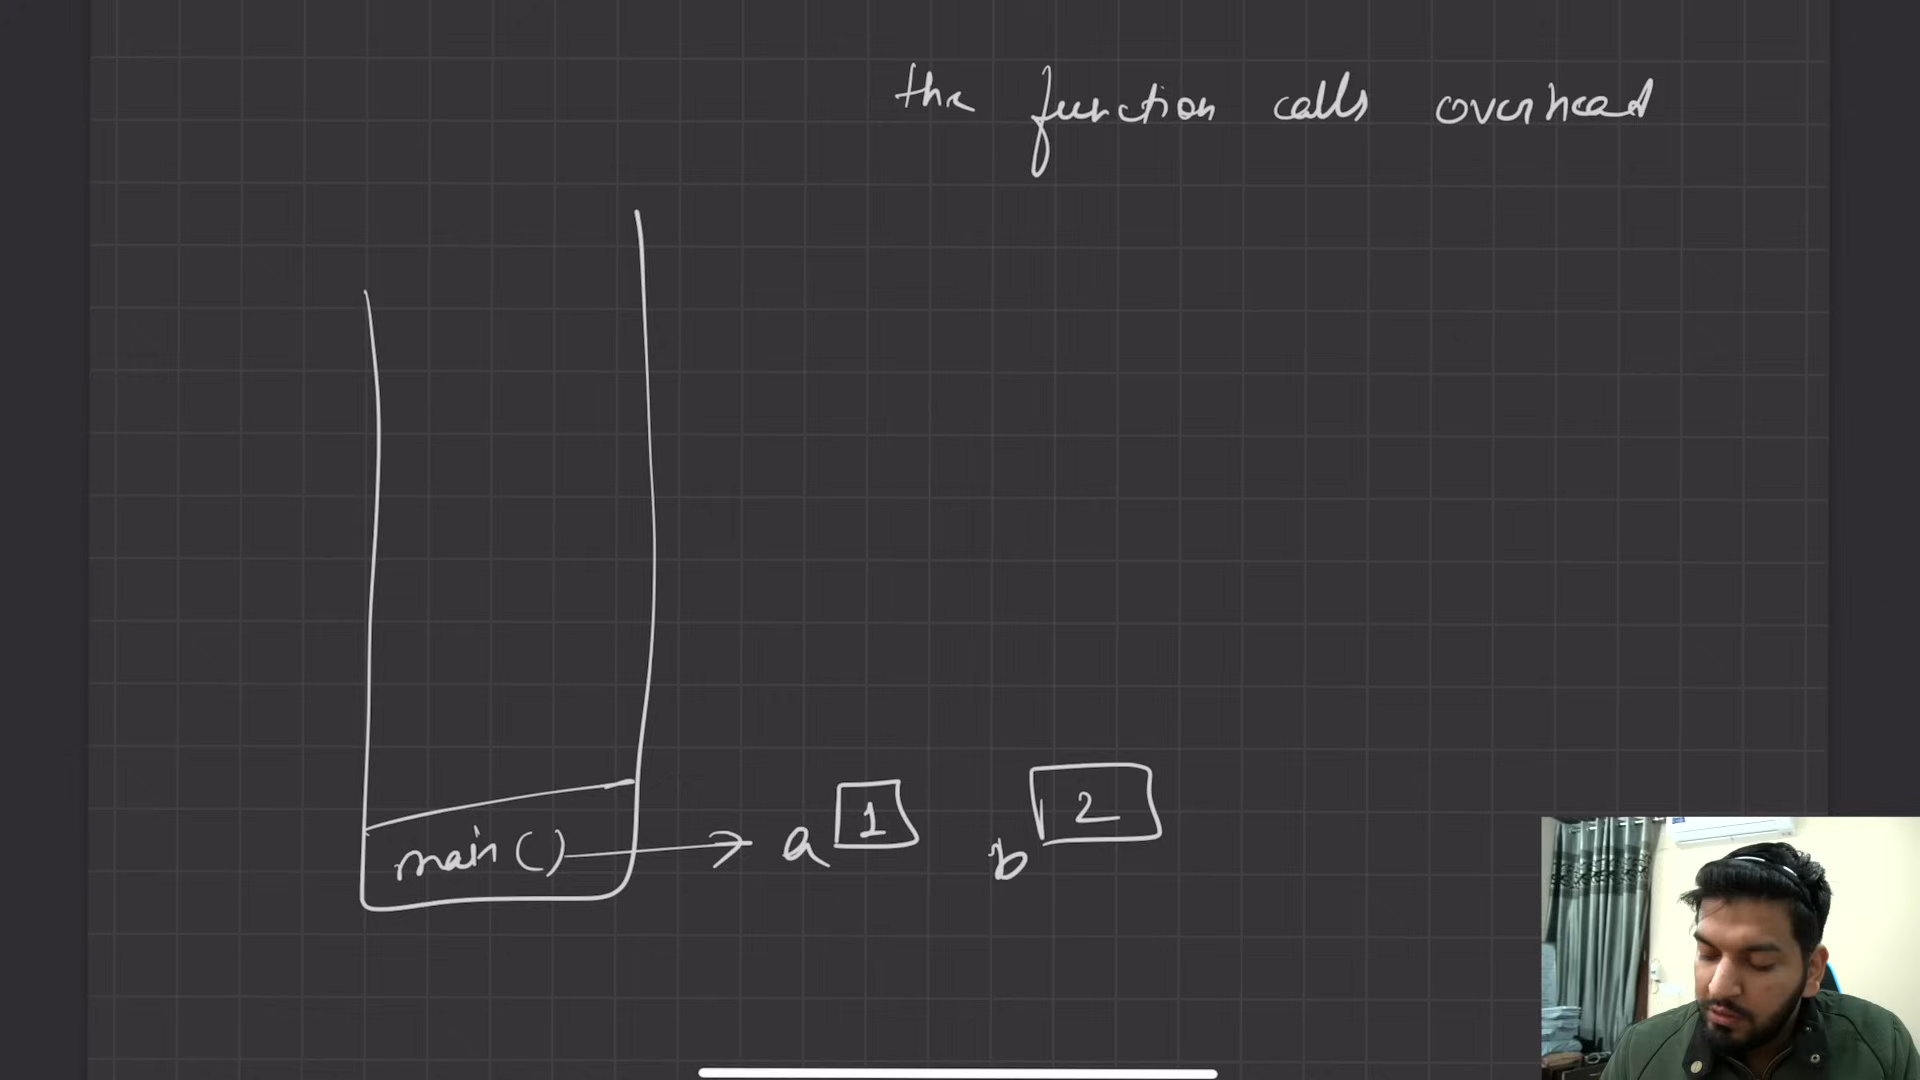 the function calls overhead
main() a 1 b 2